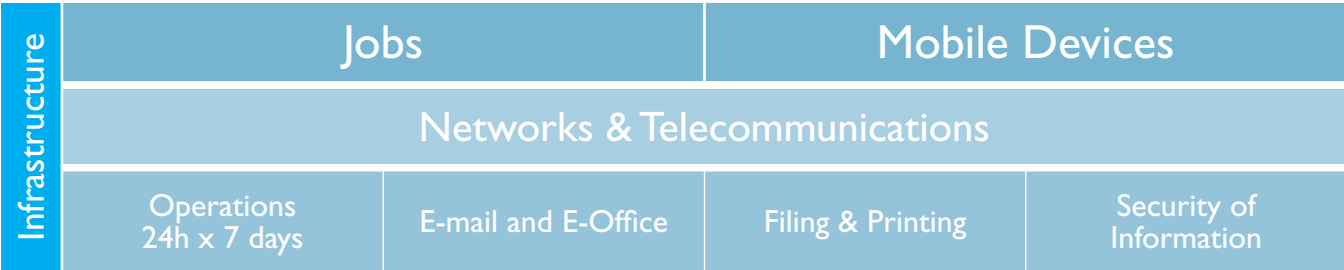 Infrastructure
Jobs
Mobile Devices
Networks & Telecommunications
Operations
24h x 7 days
E-mail and E-Office
Filing & Printing
Security of
Information